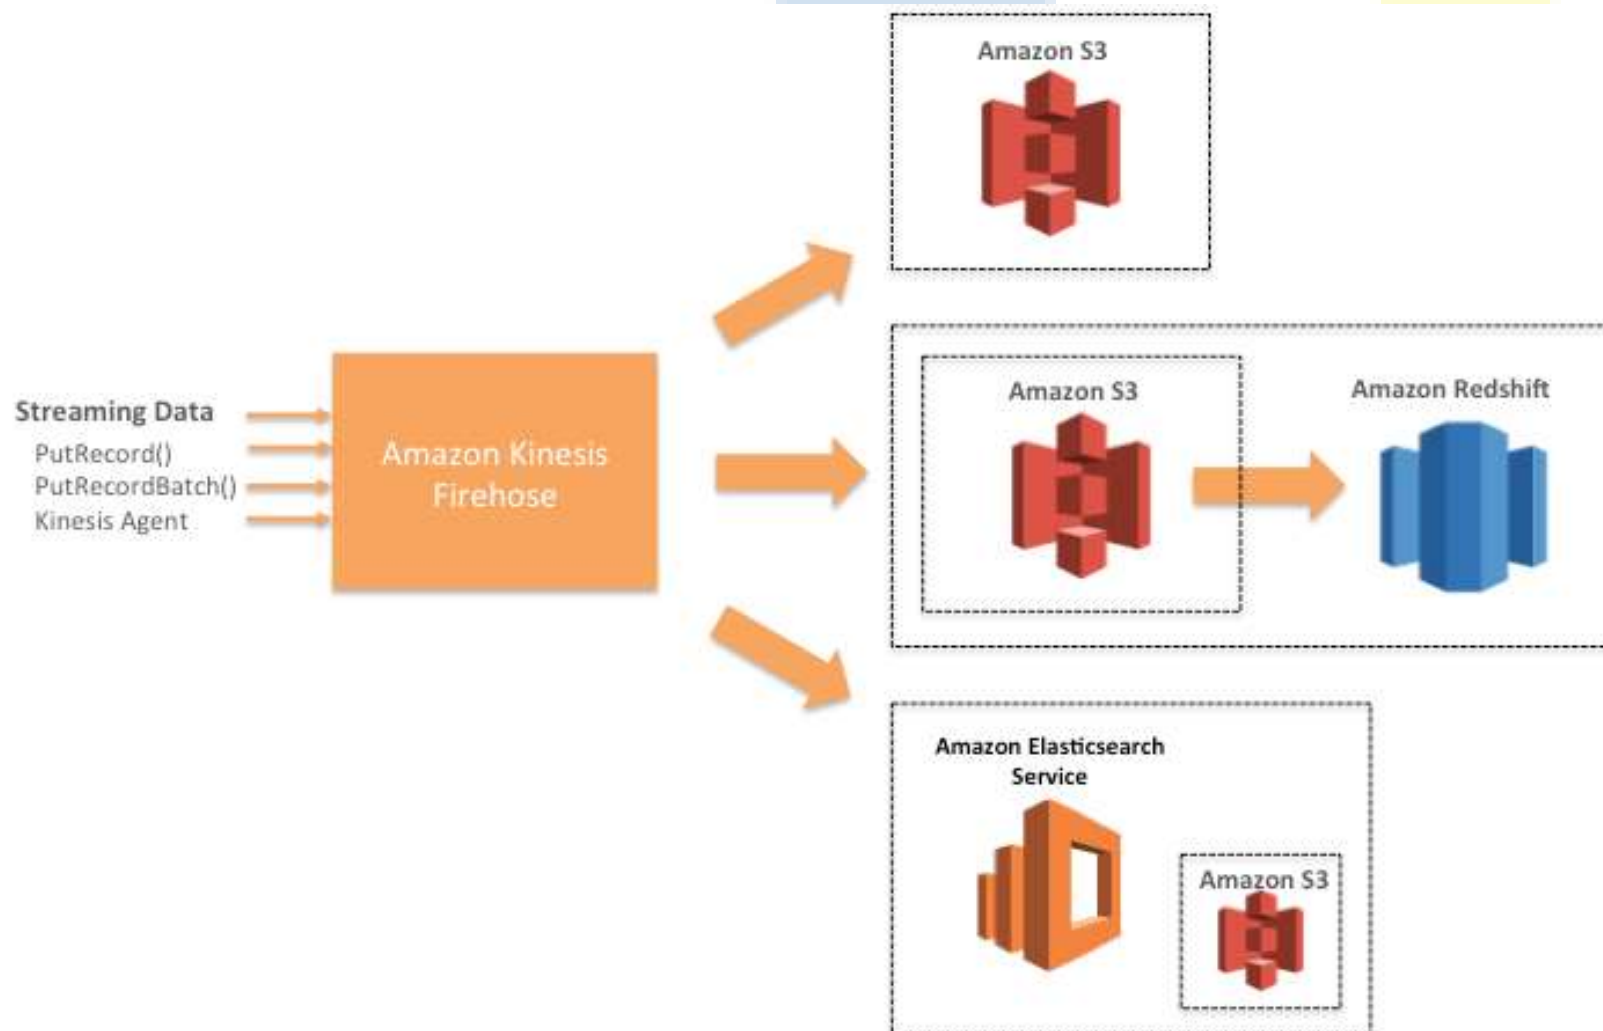 Amazon S3
Streaming Data
PutRecord()
PutRecordBatch()
Kinesis Agent
Amazon Kinesis
Firehose
Amazon S3
Amazon Redshift
Amazon Elasticsearch
Service
Amazon S3